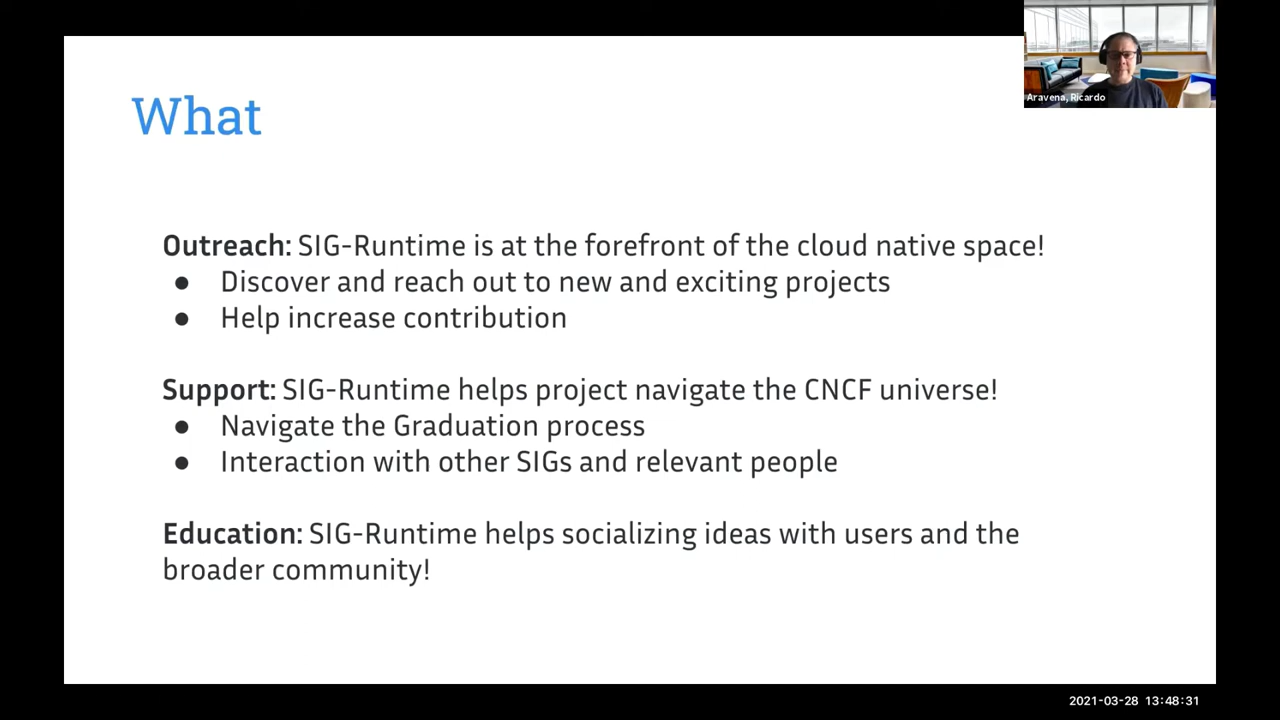 Aravena, Ricardo
What
Outreach: SIG-Runtime is at the forefront of the cloud native space!
● Discover and reach out to new and exciting projects
● Help increase contribution
Support: SIG-Runtime helps project navigate the CNCF universe!
● Navigate the Graduation process
● Interaction with other SIGs and relevant people
Education: SIG-Runtime helps socializing ideas with users and the
broader community!
2021-03-28 13:48:31